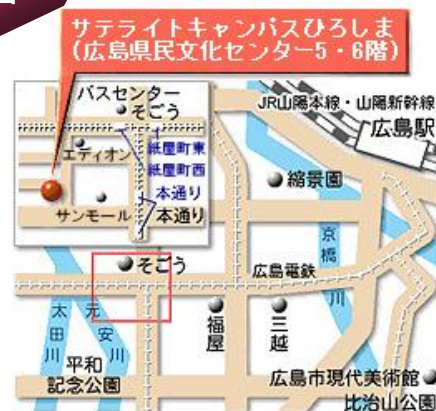 サテライトキャンパスひろしま
(広島県民文化センター5・6階)
バスセンター
そごう
エディオン
紙屋町東
紙屋町西
本通り
サンモール
本通り
JR山陽本線・山陽新幹線
広島駅
縮景園
京橋川
そごう
広島電鉄
太田川
元安川
平和
記念公園
福屋
三越
広島市現代美術館
比治山公園